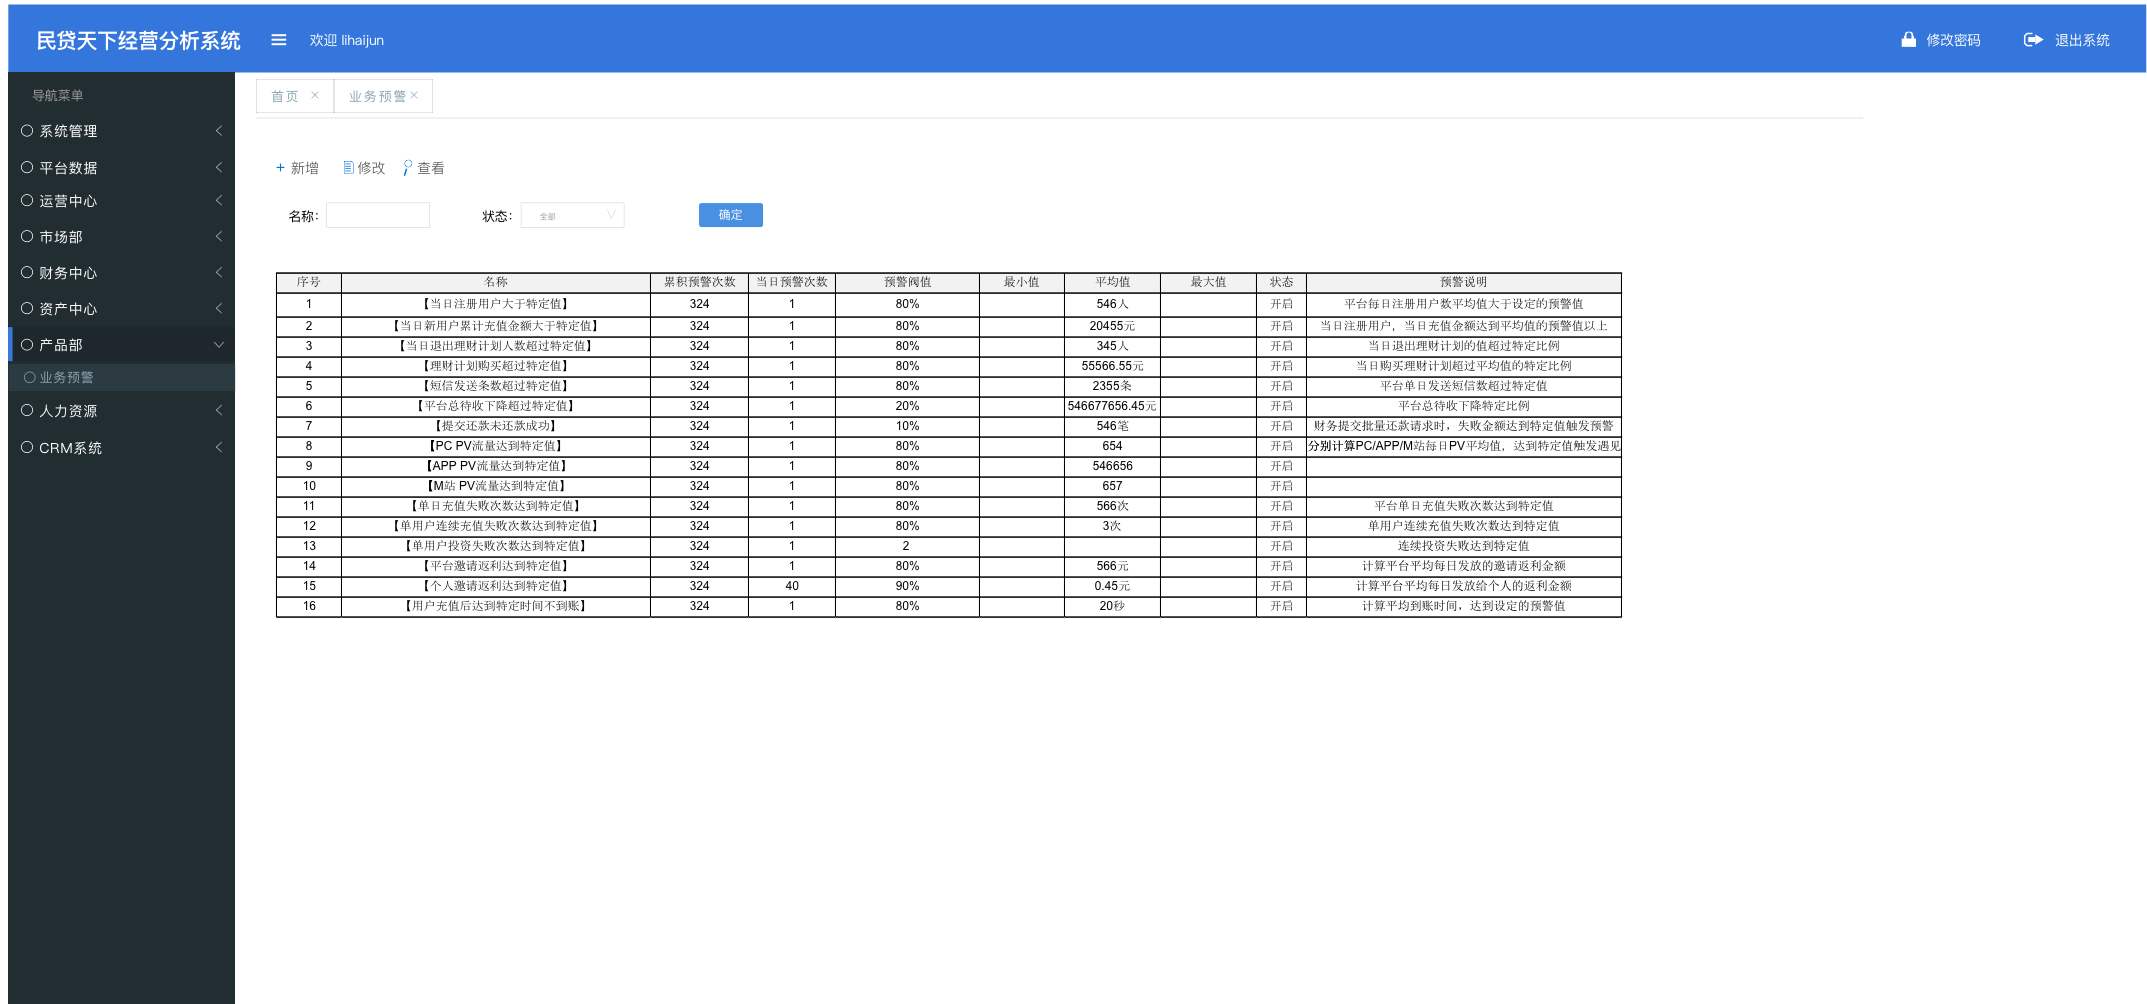 民贷天下经营分析系统 欢迎 lihaijun 修改密码 退出系统
导航菜单
系统管理
平台数据
运营中心
市场部
财务中心
资产中心
产品部
业务预警
人力资源
CRM系统
首页 × 业务预警 ×
+ 新增 修改 查看
名称： 状态： 全部 确定
序号 名称 累积预警次数 当日预警次数 预警阀值 最小值 平均值 最大值 状态 预警说明
1 【当日注册用户大于特定值】 324 1 80% 546人 开启 平台每日注册用户数平均值大于设定的预警值
2 【当日新用户累计充值金额大于特定值】 324 1 80% 20455元 开启 当日注册用户，当日充值金额达到平均值的预警值以上
3 【当日退出理财计划人数超过特定值】 324 1 80% 345人 开启 当日退出理财计划的值超过特定比例
4 【理财计划购买超过特定值】 324 1 80% 55566.55元 开启 当日购买理财计划超过平均值的特定比例
5 【短信发送条数超过特定值】 324 1 80% 2355条 开启 平台单日发送短信数超过特定值
6 【平台总待收下降超过特定值】 324 1 20% 546677656.45元 开启 平台总待收下降特定比例
7 【提交还款未还款成功】 324 1 10% 546笔 开启 财务提交批量还款请求时，失败金额达到特定值触发预警
8 【PC PV流量达到特定值】 324 1 80% 654 开启 分别计算PC/APP/M站每日PV平均值，达到特定值触发遇见
9 【APP PV流量达到特定值】 324 1 80% 546656 开启
10 【M站 PV流量达到特定值】 324 1 80% 657 开启
11 【单日充值失败次数达到特定值】 324 1 80% 566次 开启 平台单日充值失败次数达到特定值
12 【单用户连续充值失败次数达到特定值】 324 1 80% 3次 开启 单用户连续充值失败次数达到特定值
13 【单用户投资失败次数达到特定值】 324 1 2 开启 连续投资失败达到特定值
14 【平台邀请返利达到特定值】 324 1 80% 566元 开启 计算平台平均每日发放的邀请返利金额
15 【个人邀请返利达到特定值】 324 40 90% 0.45元 开启 计算平台平均每日发放给个人的返利金额
16 【用户充值后达到特定时间不到账】 324 1 80% 20秒 开启 计算平均到账时间，达到设定的预警值